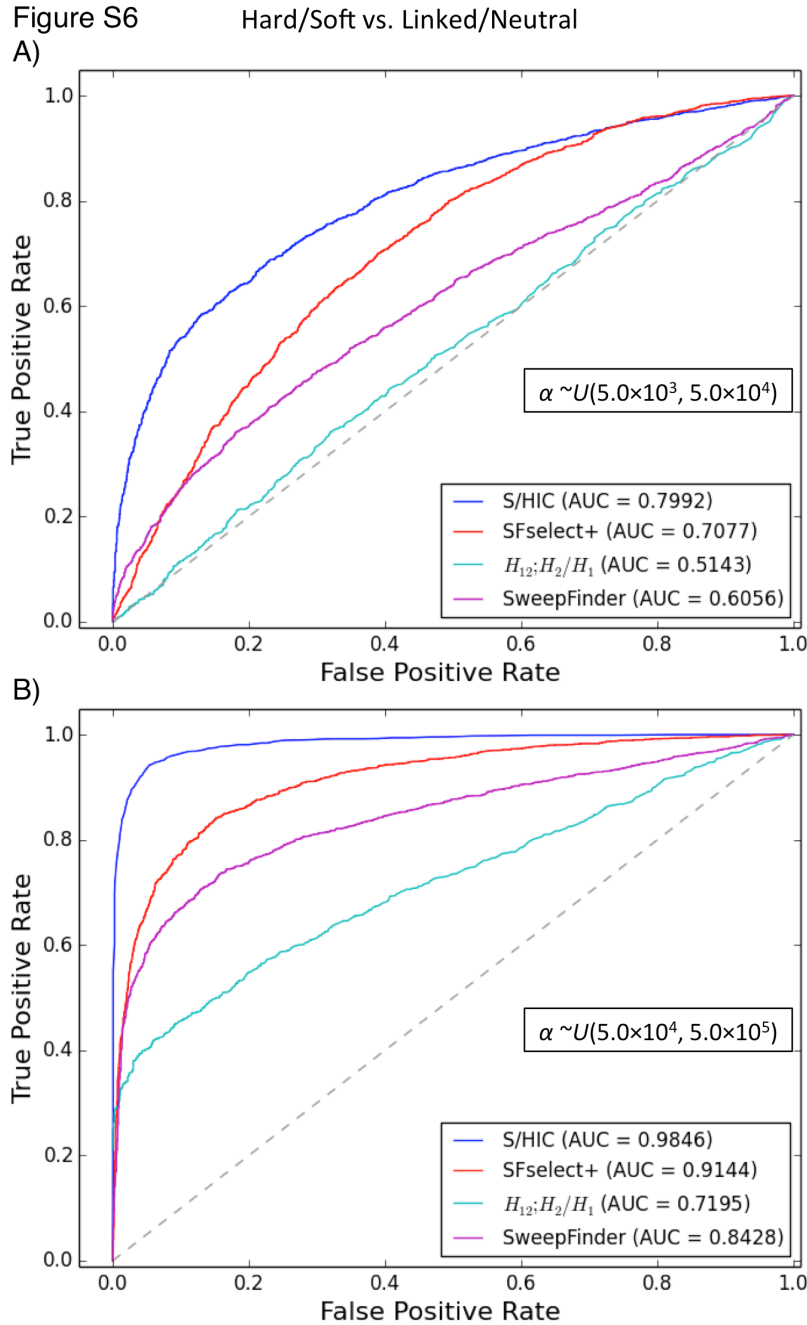 Figure S6
Hard/Soft vs. Linked/Neutral
A)
1.0
0.8
0.6
0.4
0.2
0.0
True Positive Rate
α ~U(5.0×10³, 5.0×10⁴)
S/HIC (AUC = 0.7992)
SFselect+ (AUC = 0.7077)
H₁₂;H₂/H₁ (AUC = 0.5143)
SweepFinder (AUC = 0.6056)
0.0 0.2 0.4 0.6 0.8 1.0
False Positive Rate
B)
1.0
0.8
0.6
0.4
0.2
0.0
True Positive Rate
α ~U(5.0×10⁴, 5.0×10⁵)
S/HIC (AUC = 0.9846)
SFselect+ (AUC = 0.9144)
H₁₂;H₂/H₁ (AUC = 0.7195)
SweepFinder (AUC = 0.8428)
0.0 0.2 0.4 0.6 0.8 1.0
False Positive Rate